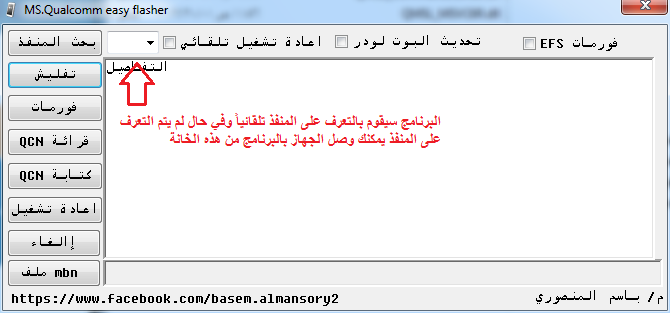 MS.Qualcomm easy flasher
بحث المنفذ
اعادة تشغيل تلقائي
تحديث البوت لودر
فورمات EFS
تفليش
التفاصيل
البرنامج سيقوم بالتعرف على المنفذ تلقائياً وفي حال لم يتم التعرف
على المنفذ يمكنك وصل الجهاز بالبرنامج من هذه الخانة
فورمات
قرائة QCN
كتابة QCN
اعادة تشغيل
إالغاء
ملف mbn
https://www.facebook.com/basem.almansory2
م/ باسم المنصوري